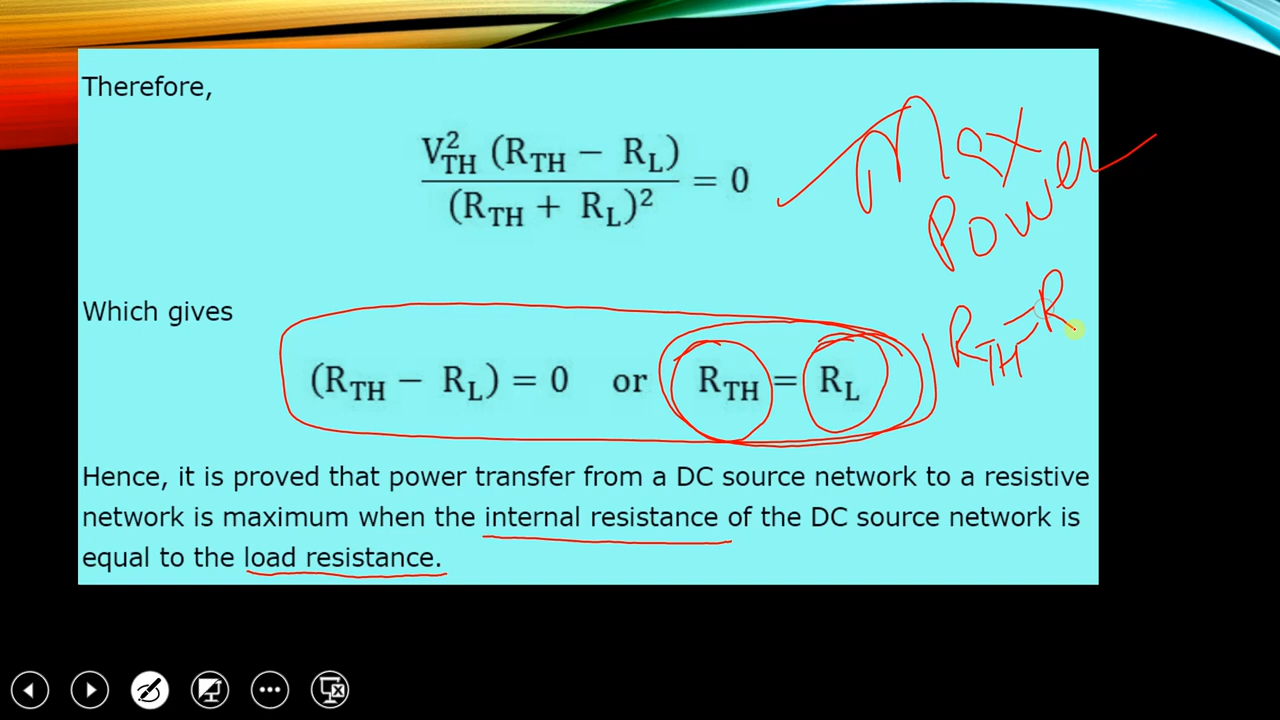 Therefore,
V²TH (RTH − RL)
(RTH + RL)²
= 0
Max
Power
Which gives
(RTH − RL) = 0 or RTH = RL
RTH = R
Hence, it is proved that power transfer from a DC source network to a resistive
network is maximum when the internal resistance of the DC source network is
equal to the load resistance.